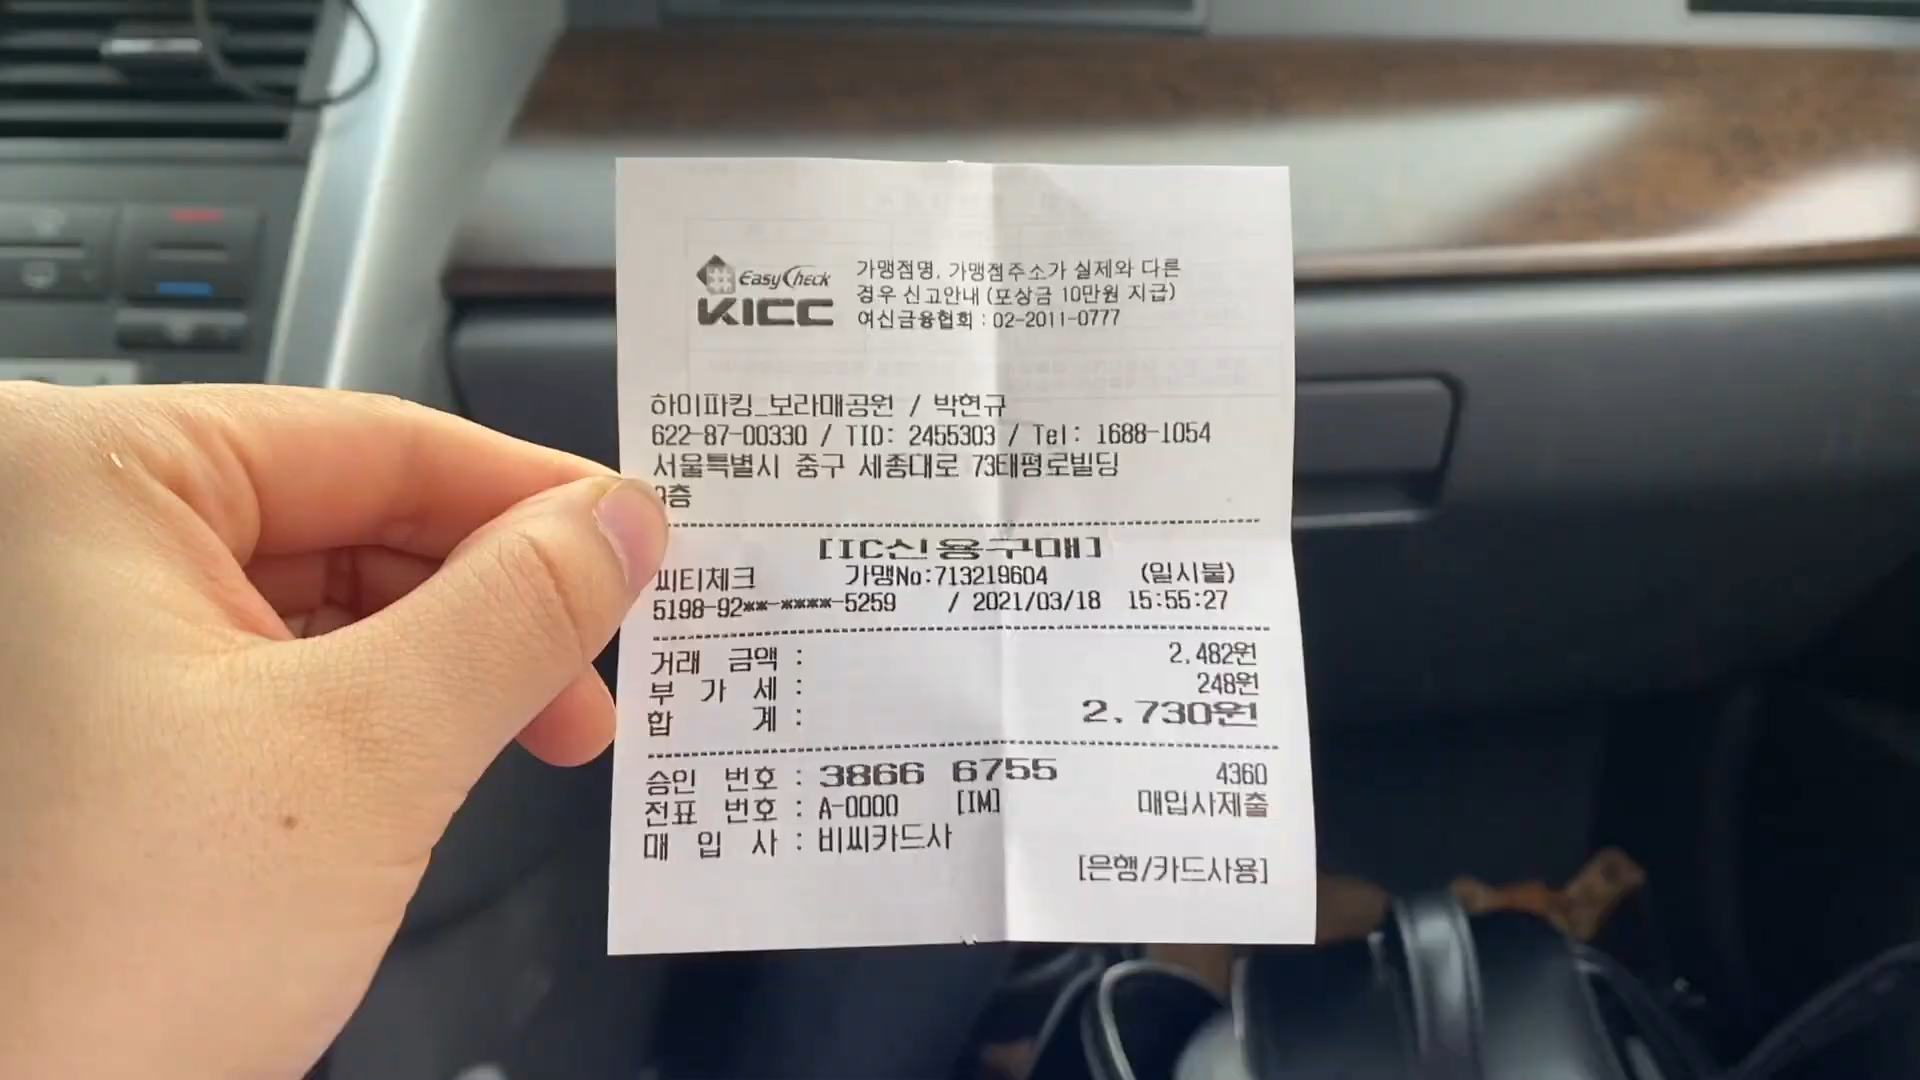 EasyCheck
KICC
가맹점명, 가맹점주소가 실제와 다른
경우 신고안내 (포상금 10만원 지급)
여신금융협회 : 02-2011-0777
하이파킹_보라매공원 / 박현규
622-87-00330 / TID: 2455303 / Tel: 1688-1054
서울특별시 중구 세종대로 73태평로빌딩
층
[IC신용구매]
씨티체크 가맹No:713219604 (일시불)
5198-92**-****-5259 / 2021/03/18 15:55:27
거래 금액 : 2,482원
부 가 세 : 248원
합 계 : 2,730원
승인 번호 : 3866 6755 4360
전표 번호 : A-0000 [IM] 매입사제출
매 입 사 : 비씨카드사
[은행/카드사용]